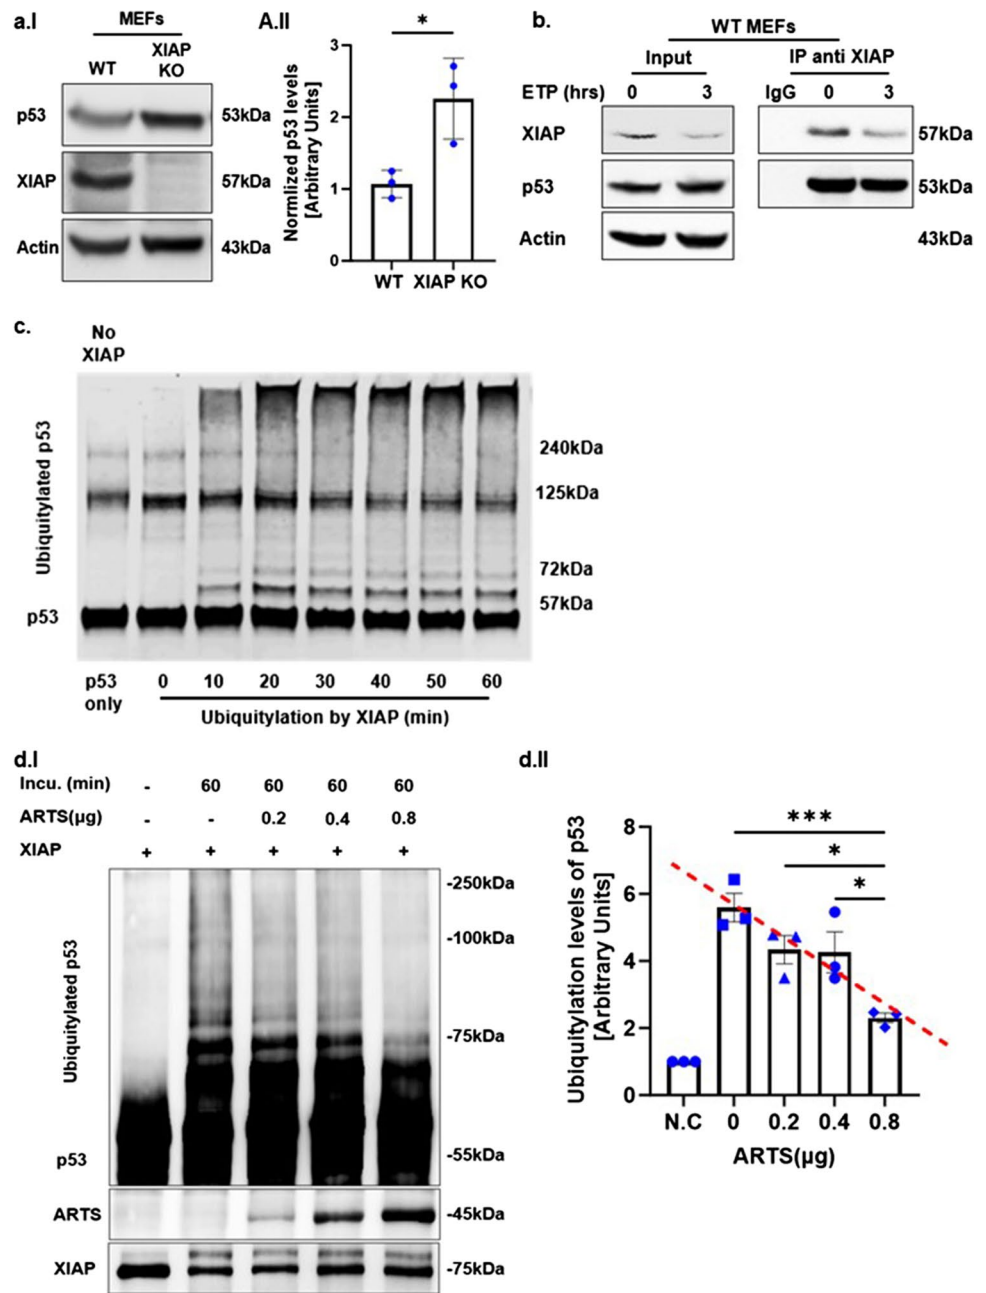 a.I
MEFs
WT
XIAP
KO
p53
53kDa
XIAP
57kDa
Actin
43kDa
A.II
*
Normlized p53 levels
[Arbitrary Units]
3
2
1
0
WT XIAP KO
b.
WT MEFs
Input
IP anti XIAP
ETP (hrs) 0 3 IgG 0 3
XIAP
57kDa
p53
53kDa
Actin
43kDa
c.
No
XIAP
Ubiquitylated p53
240kDa
125kDa
72kDa
57kDa
p53
p53
only
0 10 20 30 40 50 60
Ubiquitylation by XIAP (min)
d.I
Incu. (min) - 60 60 60 60
ARTS(µg) - - 0.2 0.4 0.8
XIAP + + + + +
Ubiquitylated p53
-250kDa
-100kDa
-75kDa
p53
-55kDa
ARTS
-45kDa
XIAP
-75kDa
d.II
Ubiquitylation levels of p53
[Arbitrary Units]
8
6
4
2
0
***
*
*
N.C 0 0.2 0.4 0.8
ARTS(µg)